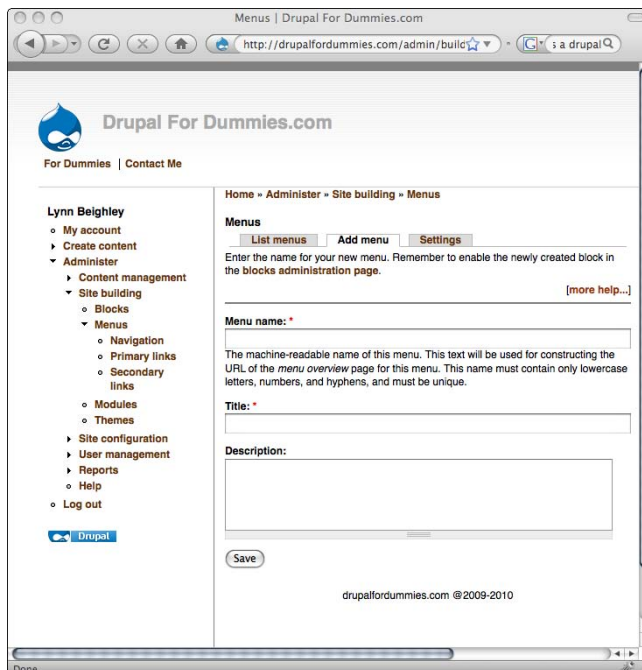 Menus | Drupal For Dummies.com
http://drupalfordummies.com/admin/build
s a drupal
Drupal For Dummies.com
For Dummies | Contact Me
Lynn Beighley
My account
Create content
Administer
Content management
Site building
Blocks
Menus
Navigation
Primary links
Secondary
links
Modules
Themes
Site configuration
User management
Reports
Help
Log out
Drupal
Home » Administer » Site building » Menus
Menus
List menus Add menu Settings
Enter the name for your new menu. Remember to enable the newly created block in
the blocks administration page.
[more help...]
Menu name: *
The machine-readable name of this menu. This text will be used for constructing the
URL of the menu overview page for this menu. This name must contain only lowercase
letters, numbers, and hyphens, and must be unique.
Title: *
Description:
Save
drupalfordummies.com @2009-2010
Done